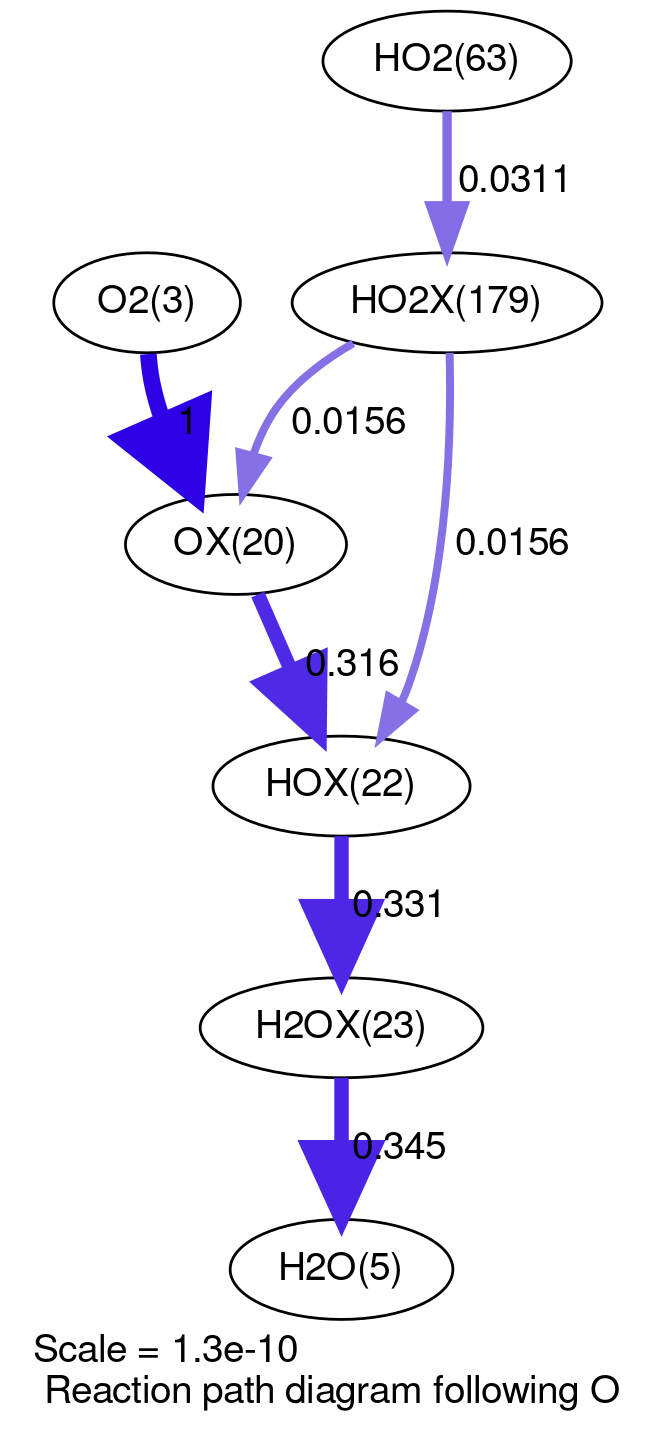 HO2(63)
0.0311
O2(3)
HO2X(179)
1
0.0156
OX(20)
0.0156
0.316
HOX(22)
0.331
H2OX(23)
0.345
H2O(5)
Scale = 1.3e-10
Reaction path diagram following O